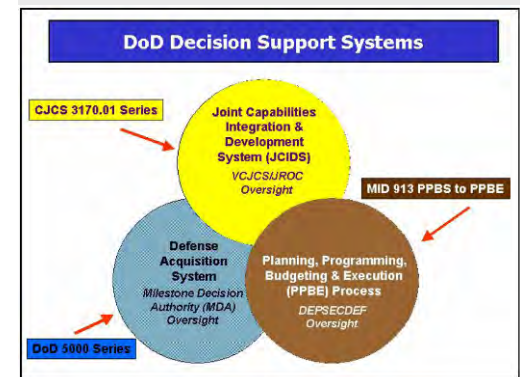 DoD Decision Support Systems
CJCS 3170.01 Series
Joint Capabilities
Integration &
Development
System (JCIDS)
VCJCS/JROC
Oversight
MID 913 PPBS to PPBE
Defense
Acquisition
System
Milestone Decision
Authority (MDA)
Oversight
Planning, Programming,
Budgeting & Execution
(PPBE) Process
DEPSECDEF
Oversight
DoD 5000 Series